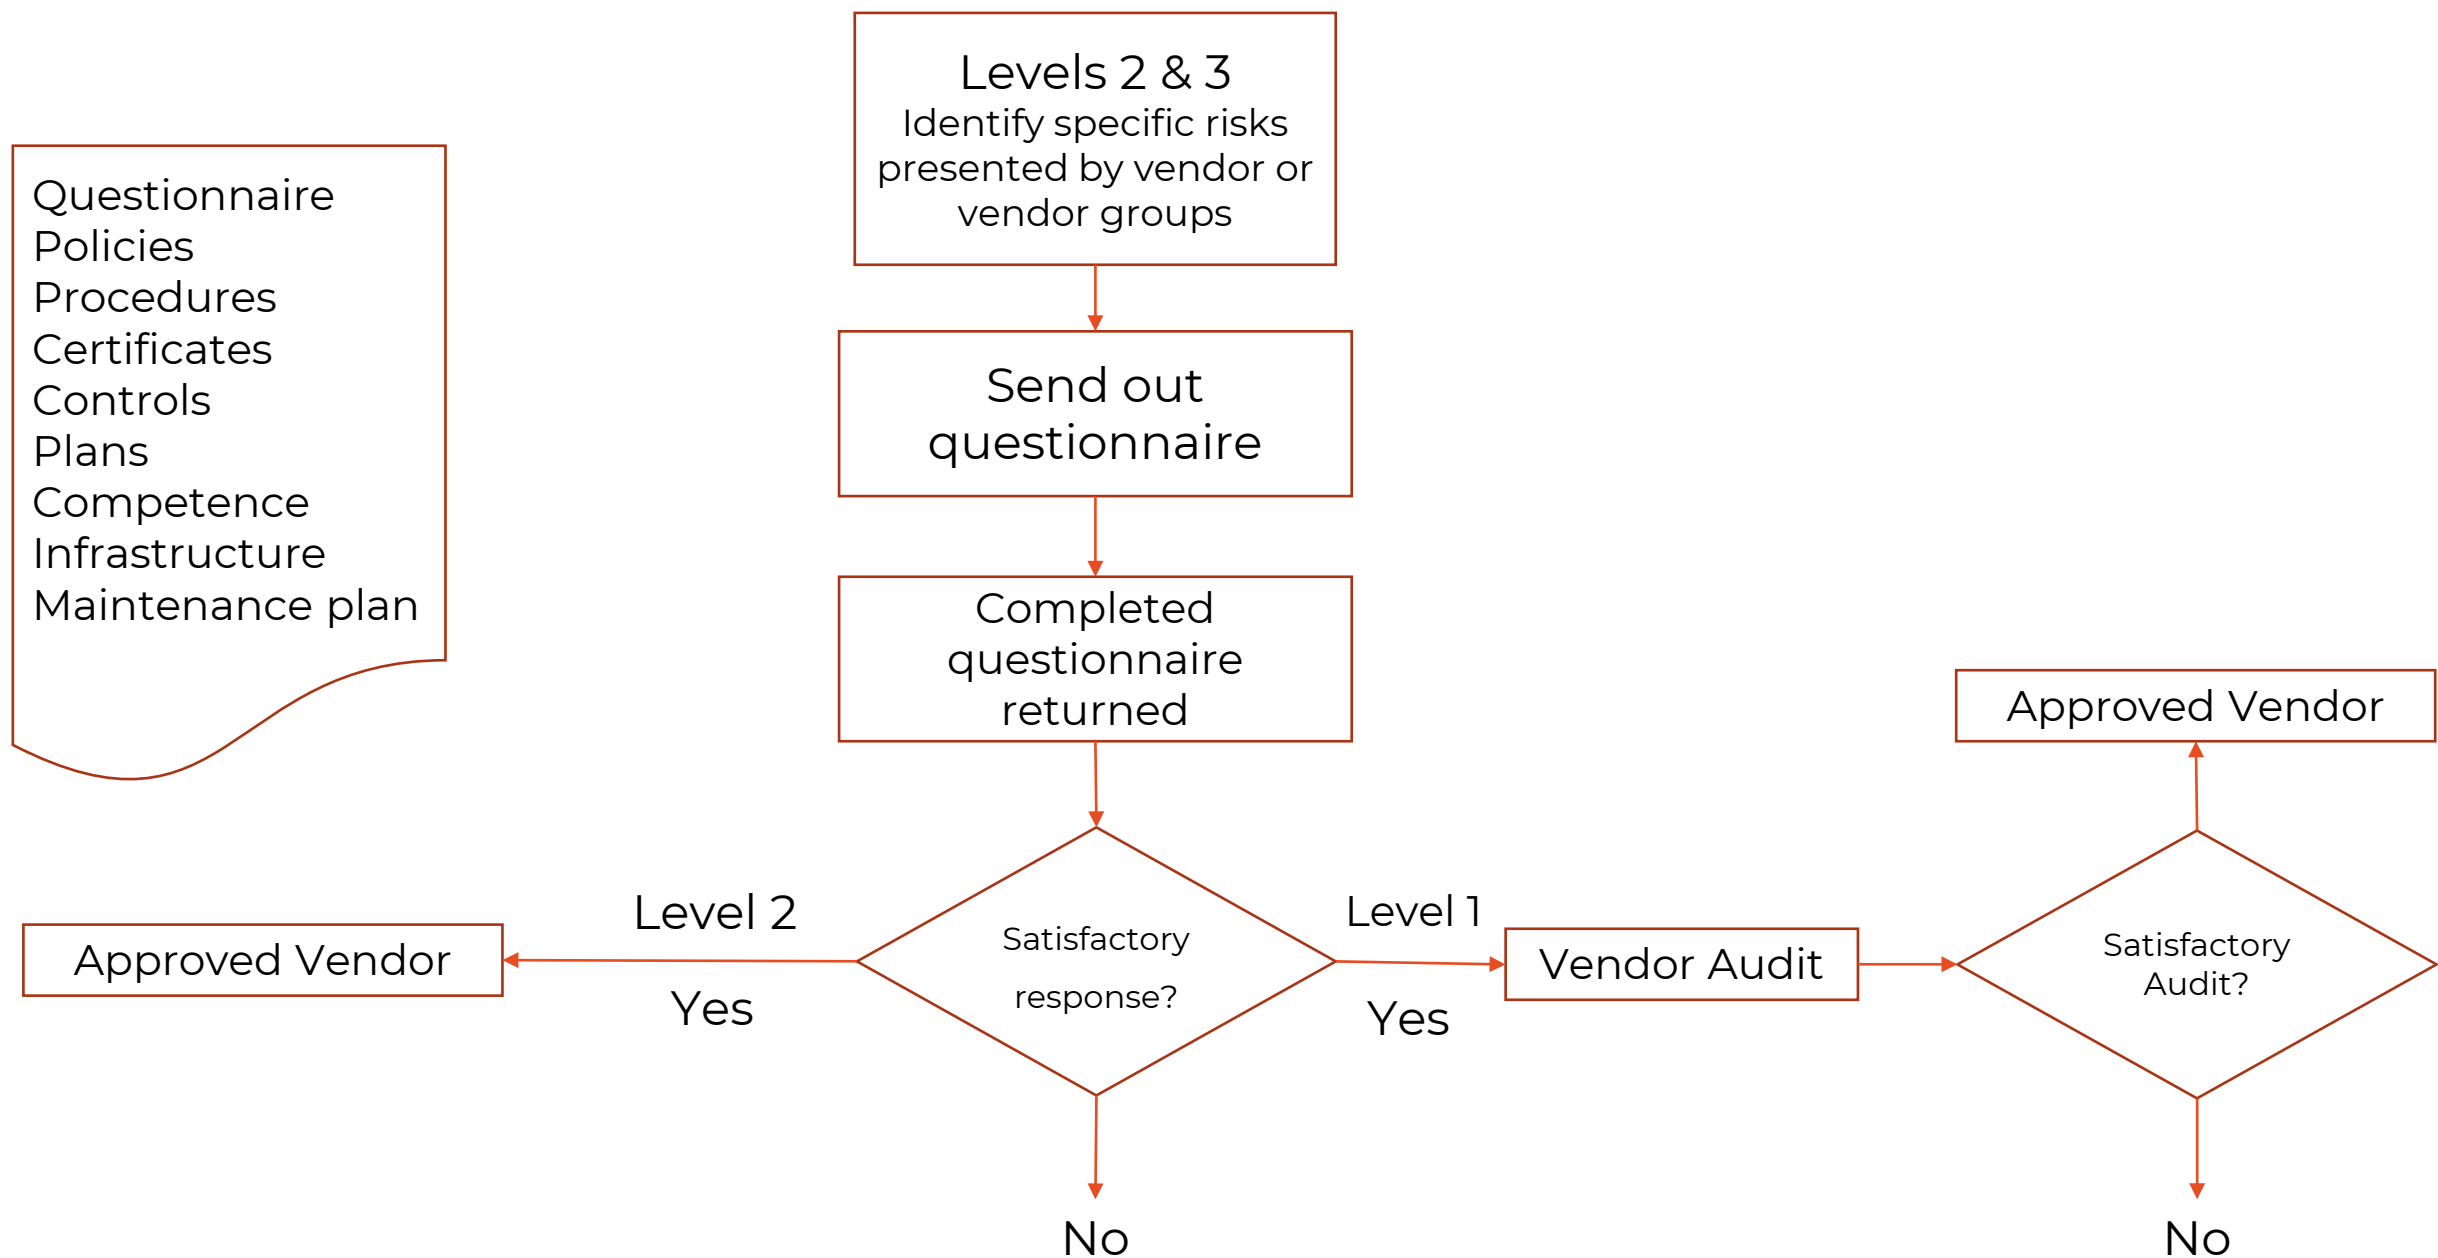 Levels 2 & 3
Identify specific risks
presented by vendor or
vendor groups
Questionnaire
Policies
Procedures
Certificates
Controls
Plans
Competence
Infrastructure
Maintenance plan
Send out
questionnaire
Completed
questionnaire
returned
Approved Vendor
Level 2
Yes
Approved Vendor
Satisfactory
response?
Level 1
Yes
Vendor Audit
Satisfactory
Audit?
No
No